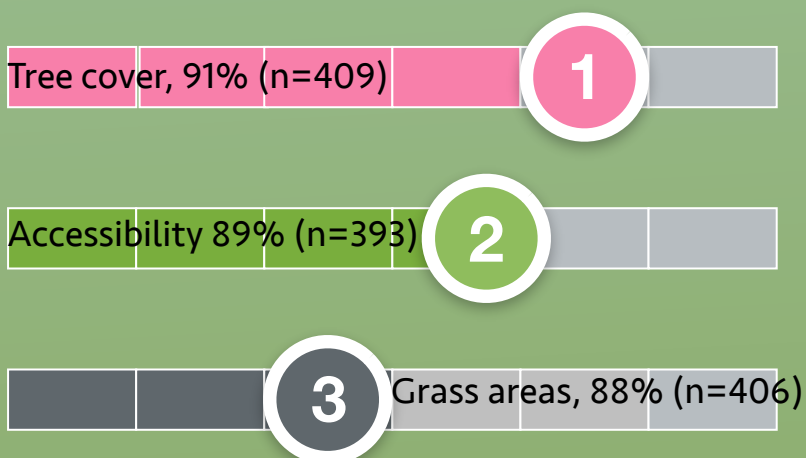 Tree cover, 91% (n=409)
1
Accessibility 89% (n=393)
2
3
Grass areas, 88% (n=406)